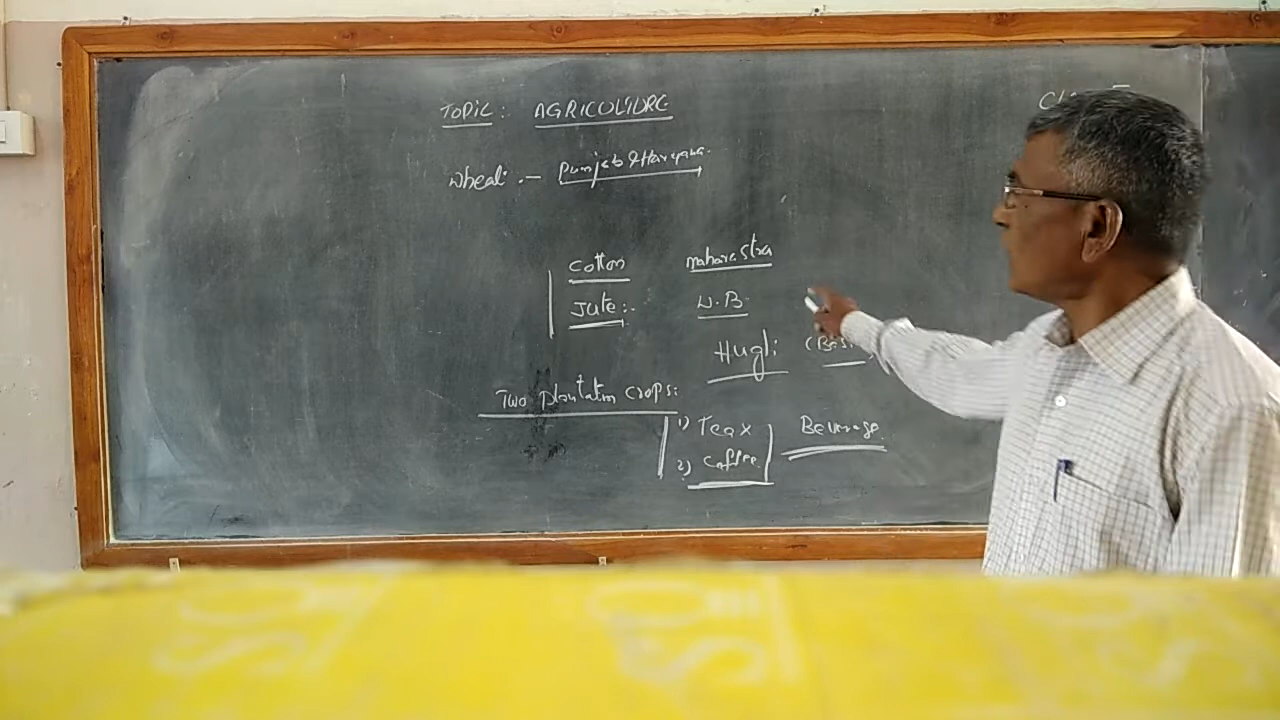 TOPIC: AGRICULTURE
Wheat :- Punjab & Haryana.
Cotton Maharastra
Jute:- W.B.
Hugli
Two Plantation Crops:
1) Tea x Beverage.
2) Coffee.